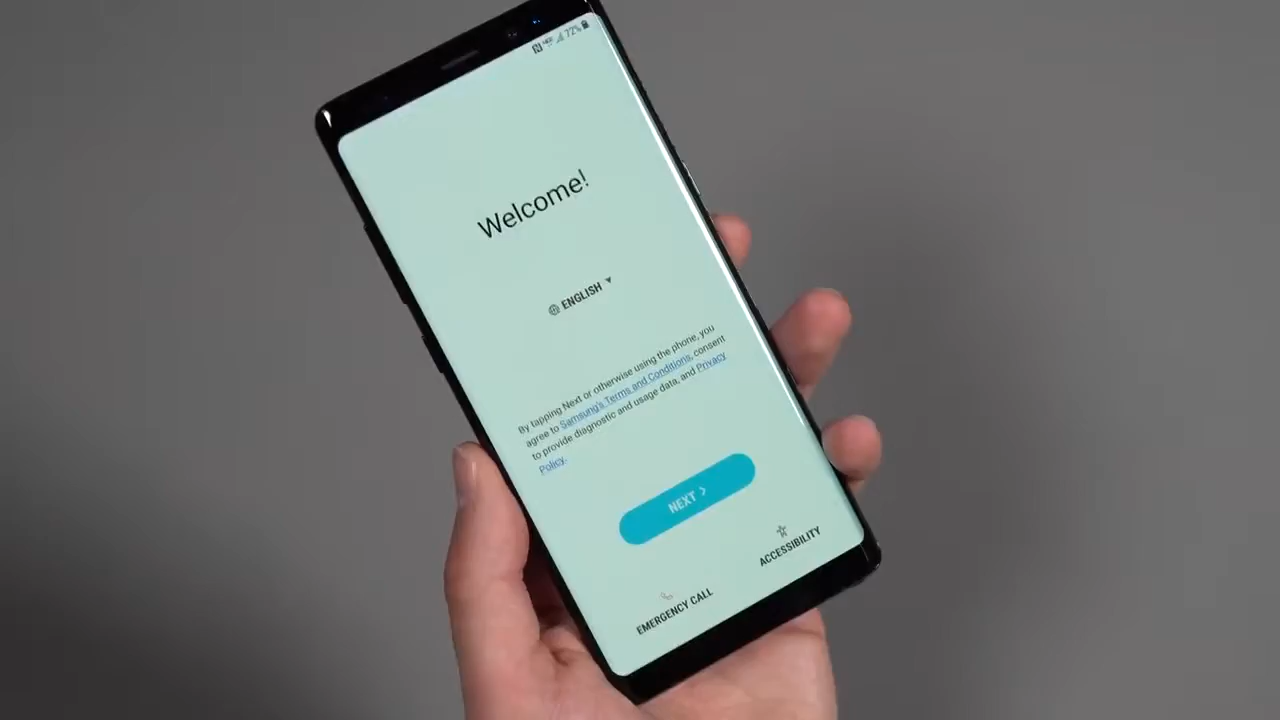 72%
Welcome!
ENGLISH
By tapping Next or otherwise using the phone, you
agree to Samsung's Terms and Conditions, consent
to provide diagnostic and usage data, and Privacy
Policy.
NEXT
ACCESSIBILITY
EMERGENCY CALL